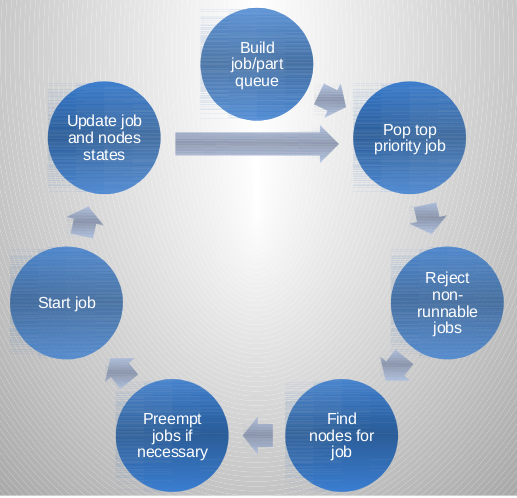 Build
job/part
queue
Pop top
priority job
Reject
non-
runnable
jobs
Find
nodes for
job
Preempt
jobs if
necessary
Start job
Update job
and nodes
states